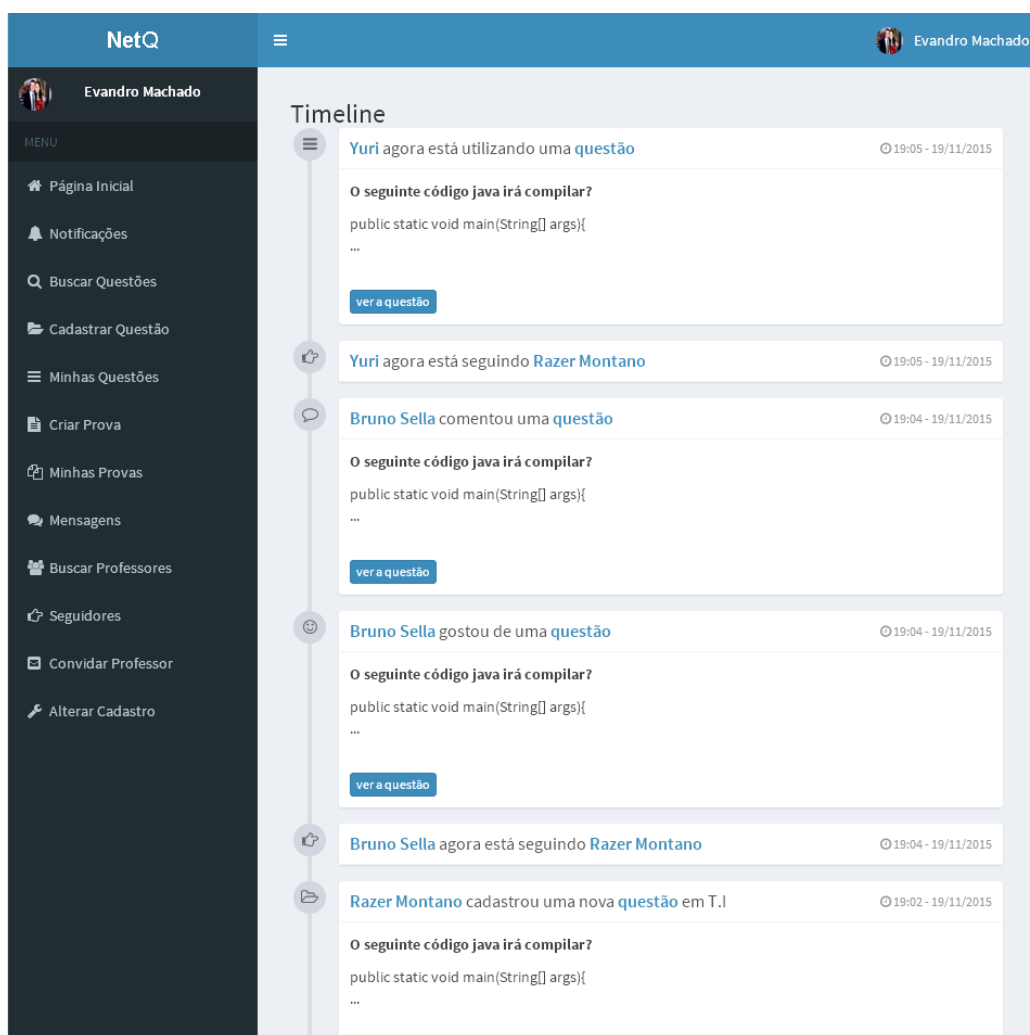 NetQ
Evandro Machado
Evandro Machado
MENU
Página Inicial
Notificações
Buscar Questões
Cadastrar Questão
Minhas Questões
Criar Prova
Minhas Provas
Mensagens
Buscar Professores
Seguidores
Convidar Professor
Alterar Cadastro
Timeline
Yuri agora está utilizando uma questão 19:05 - 19/11/2015
O seguinte código java irá compilar?
public static void main(String[] args){
...
ver a questão
Yuri agora está seguindo Razer Montano 19:05 - 19/11/2015
Bruno Sella comentou uma questão 19:04 - 19/11/2015
O seguinte código java irá compilar?
public static void main(String[] args){
...
ver a questão
Bruno Sella gostou de uma questão 19:04 - 19/11/2015
O seguinte código java irá compilar?
public static void main(String[] args){
...
ver a questão
Bruno Sella agora está seguindo Razer Montano 19:04 - 19/11/2015
Razer Montano cadastrou uma nova questão em T.I 19:02 - 19/11/2015
O seguinte código java irá compilar?
public static void main(String[] args){
...